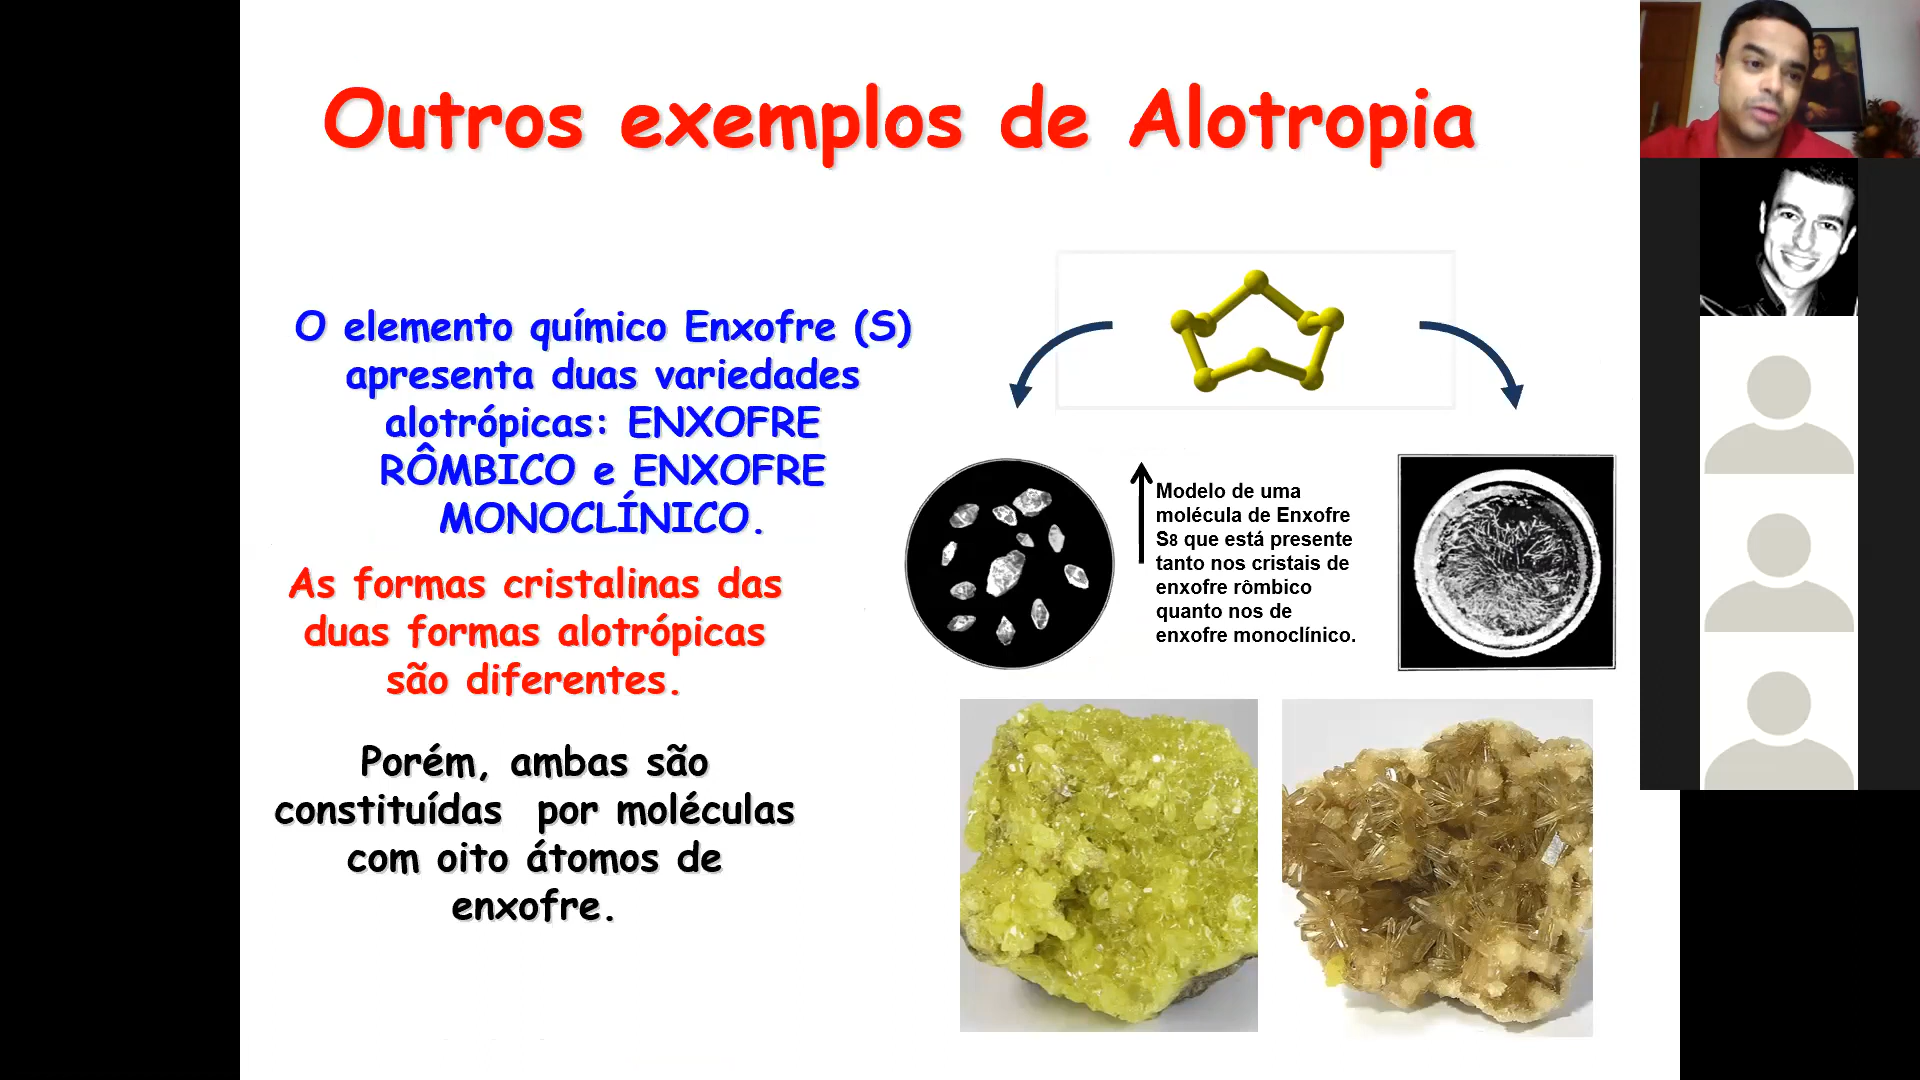 Outros exemplos de Alotropia
O elemento químico Enxofre (S)
apresenta duas variedades
alotrópicas: ENXOFRE
RÔMBICO e ENXOFRE
MONOCLÍNICO.
As formas cristalinas das
duas formas alotrópicas
são diferentes.
Porém, ambas são
constituídas por moléculas
com oito átomos de
enxofre.
Modelo de uma
molécula de Enxofre
S8 que está presente
tanto nos cristais de
enxofre rômbico
quanto nos de
enxofre monoclínico.